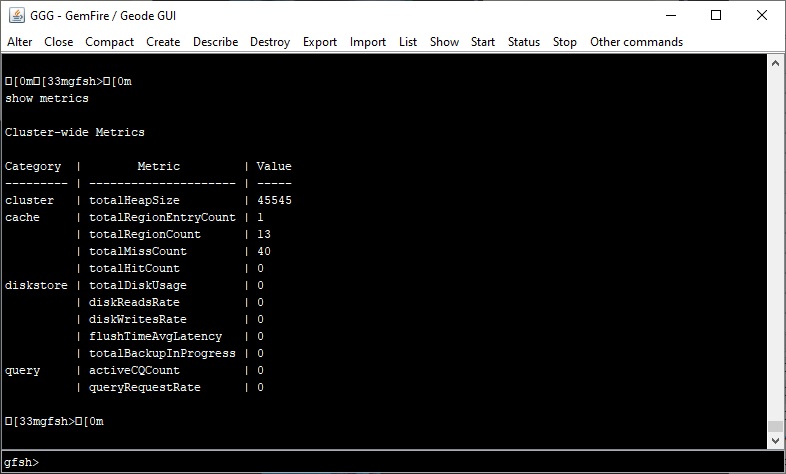 GGG - GemFire / Geode GUI
Alter Close Compact Create Describe Destroy Export Import List Show Start Status Stop Other commands
□[0m□[33mgfsh>□[0m
show metrics
Cluster-wide Metrics
Category  |        Metric         | Value
--------- | --------------------- | -----
cluster   | totalHeapSize         | 45545
cache     | totalRegionEntryCount | 1
          | totalRegionCount      | 13
          | totalMissCount        | 40
          | totalHitCount         | 0
diskstore | totalDiskUsage        | 0
          | diskReadsRate         | 0
          | diskWritesRate        | 0
          | flushTimeAvgLatency   | 0
          | totalBackupInProgress | 0
query     | activeCQCount         | 0
          | queryRequestRate      | 0
□[33mgfsh>□[0m
gfsh>